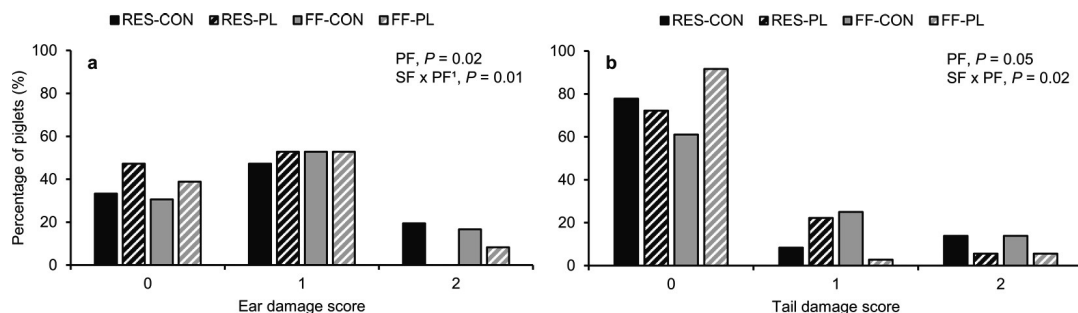 RES-CON RES-PL FF-CON FF-PL
a
PF, P = 0.02
SF x PF¹, P = 0.01
Percentage of piglets (%)
100
80
60
40
20
0
0 1 2
Ear damage score
RES-CON RES-PL FF-CON FF-PL
b
PF, P = 0.05
SF x PF, P = 0.02
100
80
60
40
20
0
0 1 2
Tail damage score